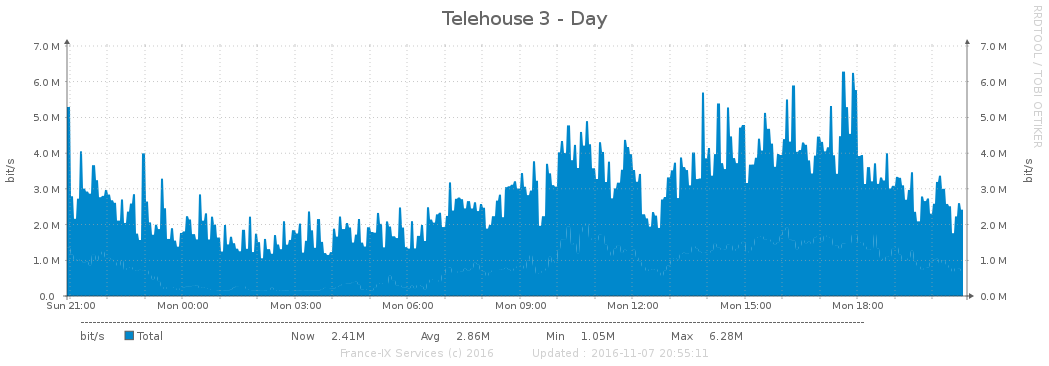 Telehouse 3 - Day
RRDTOOL / TOBI OETIKER
bit/s
7.0 M 7.0 M
6.0 M 6.0 M
5.0 M 5.0 M
4.0 M 4.0 M
3.0 M 3.0 M
2.0 M 2.0 M
1.0 M 1.0 M
0.0 0.0 M
bit/s
Sun 21:00 Mon 00:00 Mon 03:00 Mon 06:00 Mon 09:00 Mon 12:00 Mon 15:00 Mon 18:00
bit/s Total Now 2.41M Avg 2.86M Min 1.05M Max 6.28M
France-IX Services (c) 2016 Updated : 2016-11-07 20:55:11